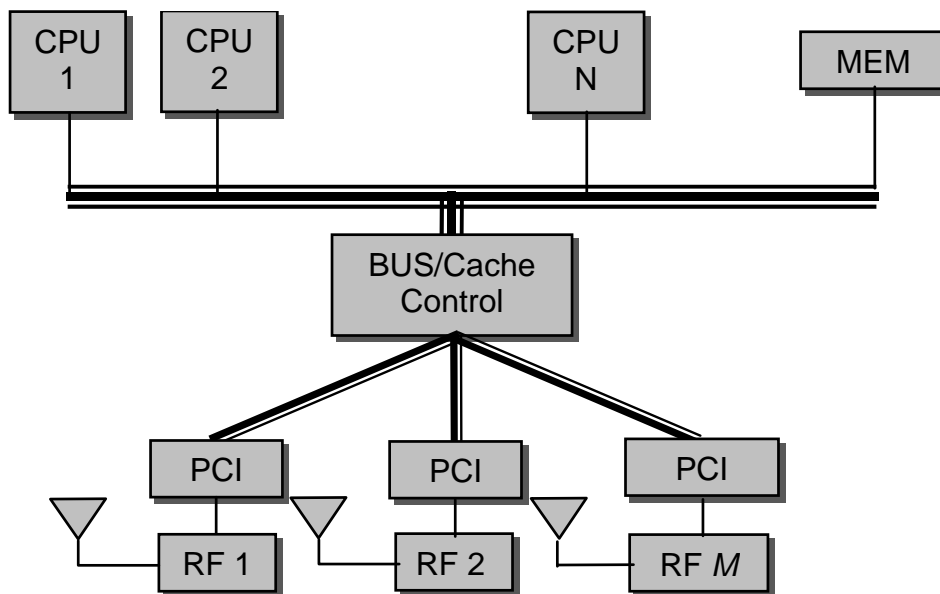 CPU
1
CPU
2
CPU
N
MEM
BUS/Cache
Control
PCI
PCI
PCI
RF 1
RF 2
RF M